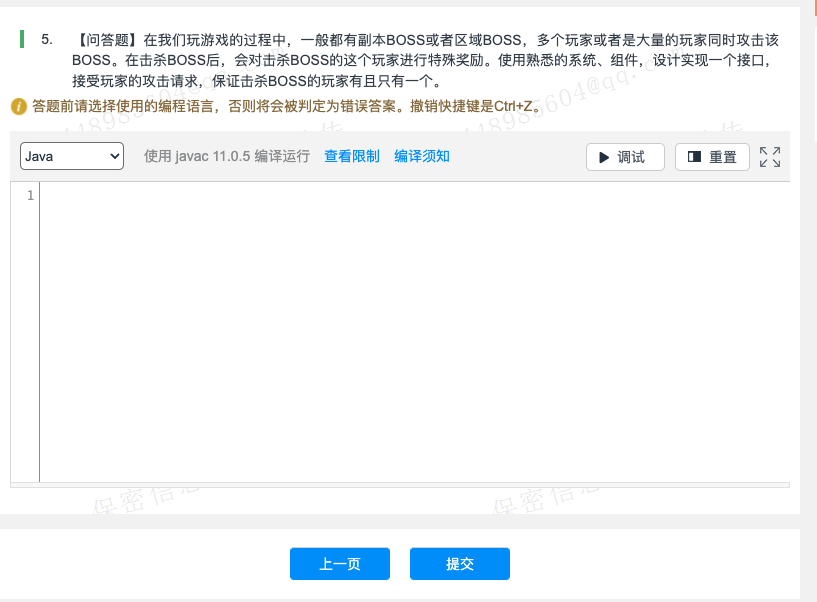 5. 【问答题】在我们玩游戏的过程中，一般都有副本BOSS或者区域BOSS，多个玩家或者是大量的玩家同时攻击该
BOSS。在击杀BOSS后，会对击杀BOSS的这个玩家进行特殊奖励。使用熟悉的系统、组件，设计实现一个接口，
接受玩家的攻击请求，保证击杀BOSS的玩家有且只有一个。
i 答题前请选择使用的编程语言，否则将会被判定为错误答案。撤销快捷键是Ctrl+Z。
Java 使用 javac 11.0.5 编译运行 查看限制 编译须知 调试 重置
1
保密信息 保密信息
上一页 提交